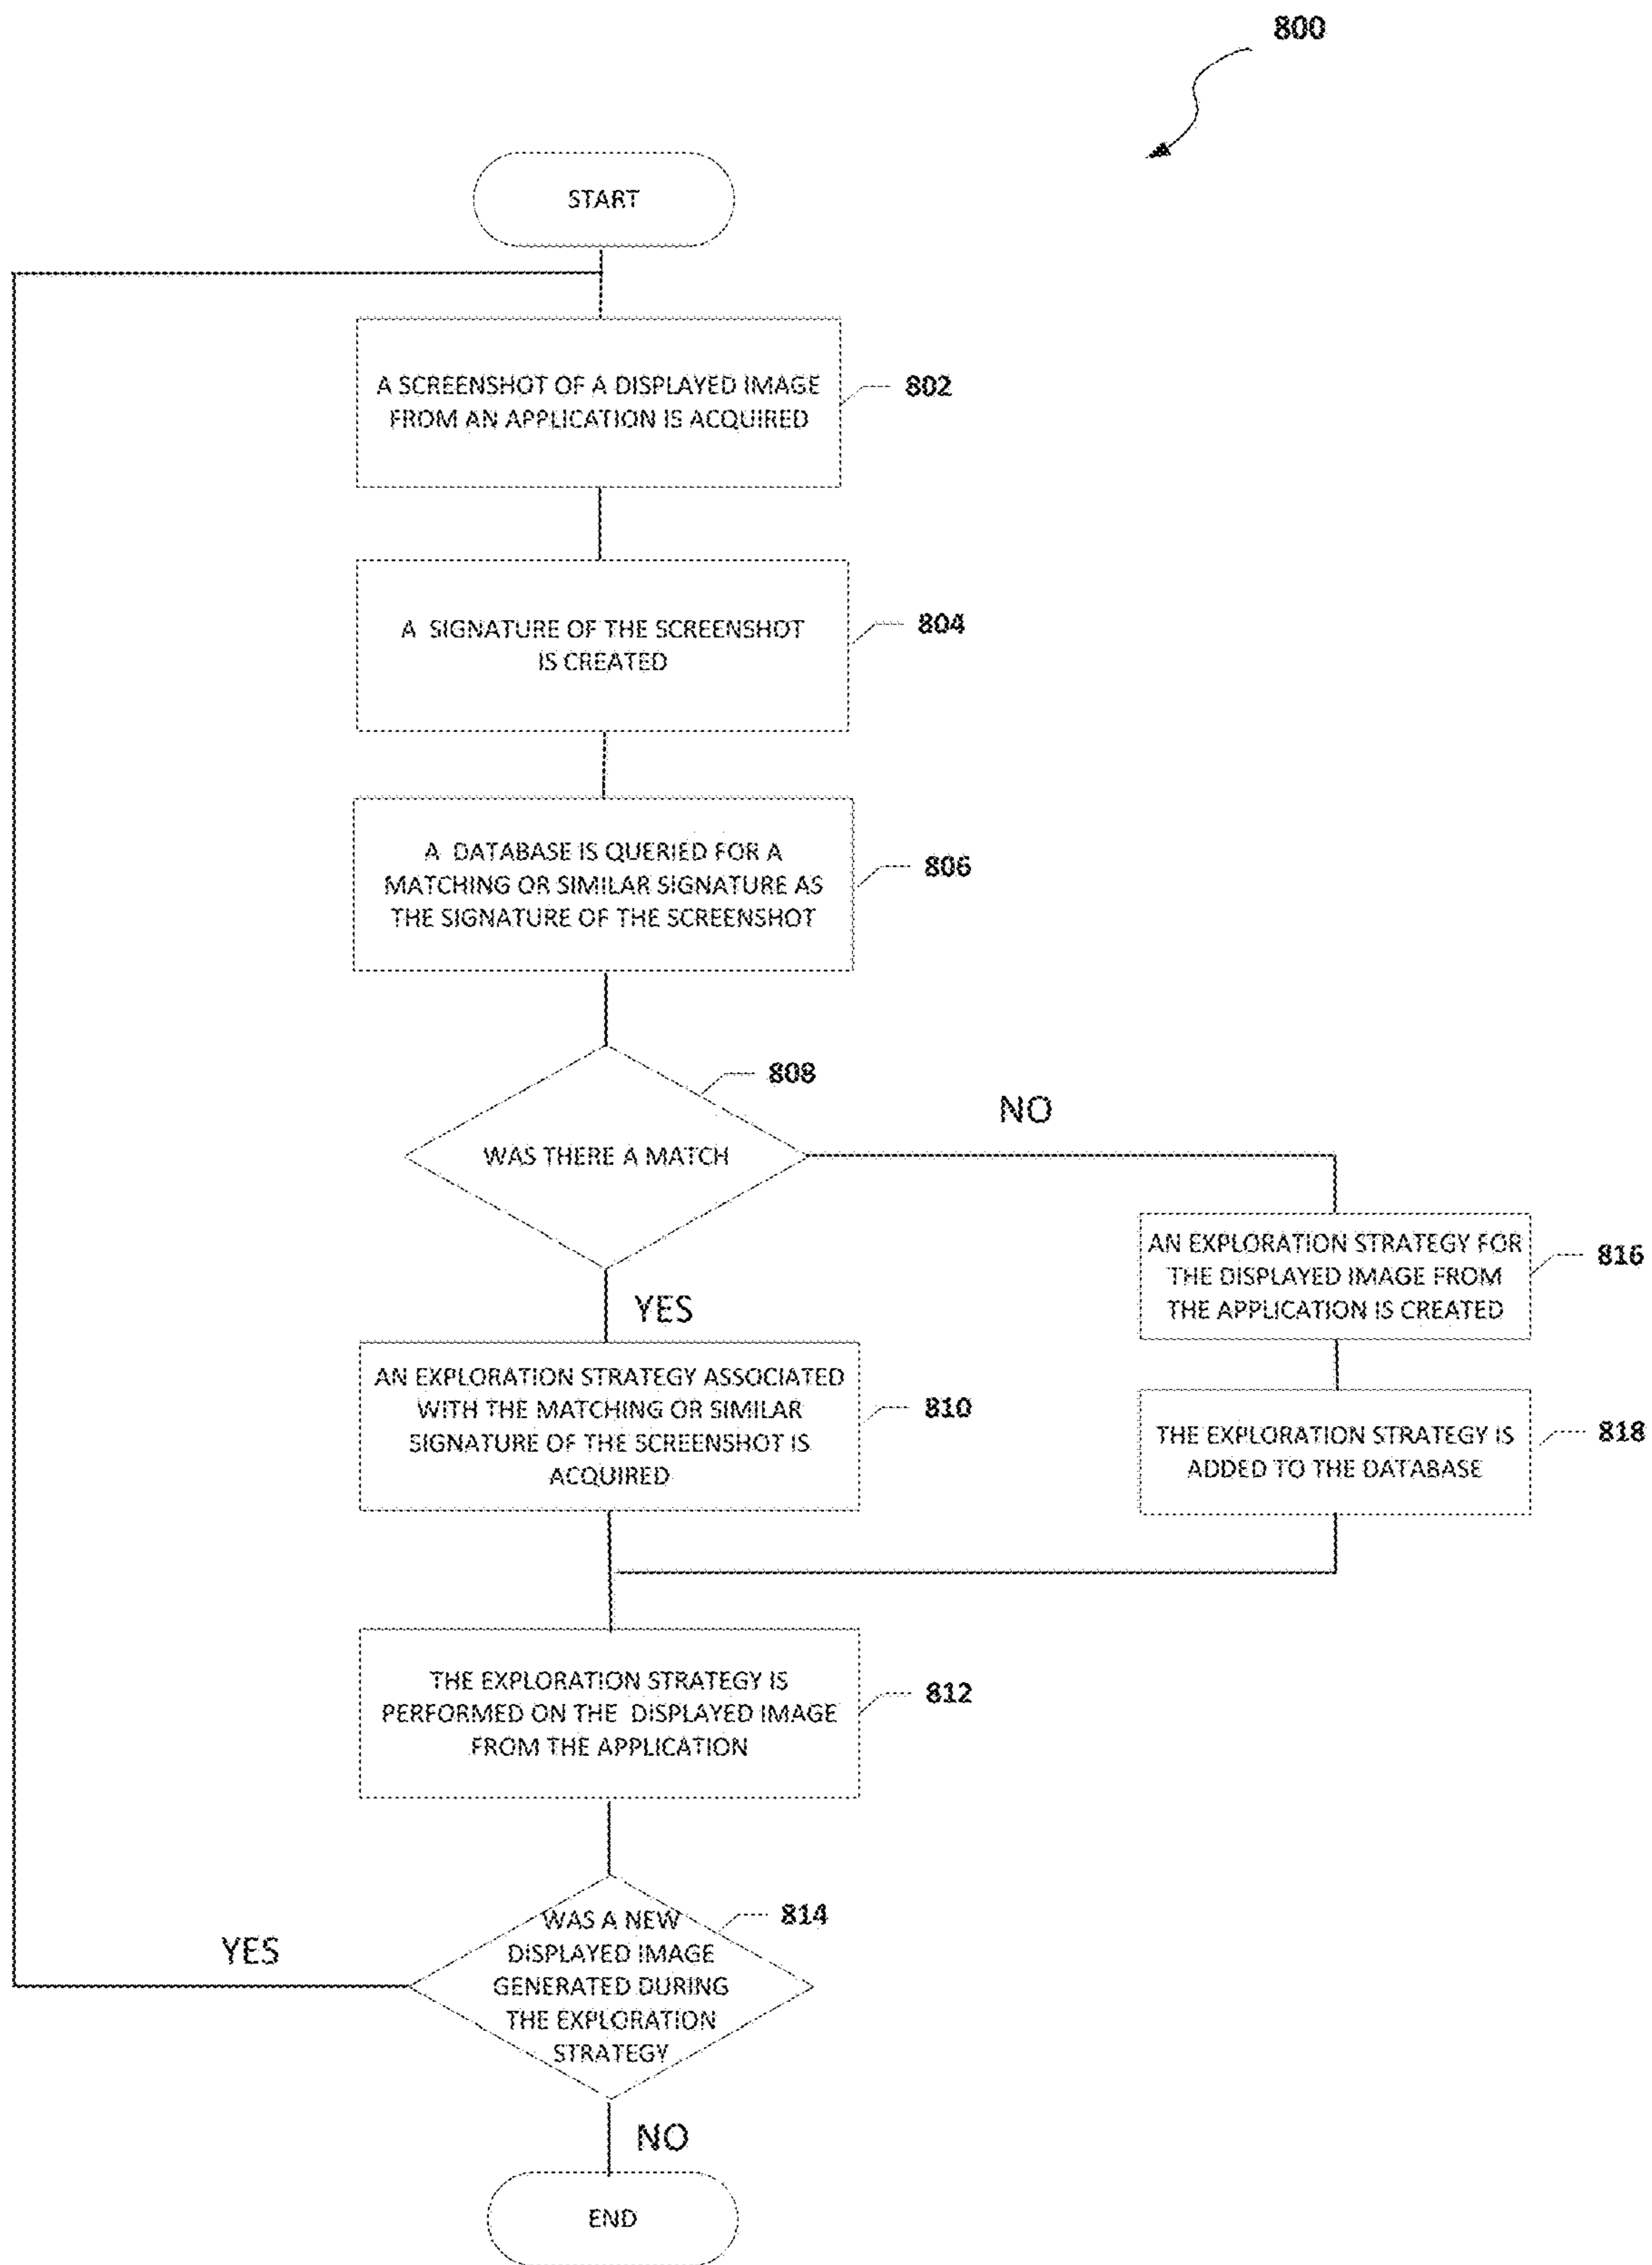 800
START
A SCREENSHOT OF A DISPLAYED IMAGE
FROM AN APPLICATION IS ACQUIRED
802
A SIGNATURE OF THE SCREENSHOT
IS CREATED
804
A DATABASE IS QUERIED FOR A
MATCHING OR SIMILAR SIGNATURE AS
THE SIGNATURE OF THE SCREENSHOT
806
808
WAS THERE A MATCH
NO
YES
AN EXPLORATION STRATEGY FOR
THE DISPLAYED IMAGE FROM
THE APPLICATION IS CREATED
816
AN EXPLORATION STRATEGY ASSOCIATED
WITH THE MATCHING OR SIMILAR
SIGNATURE OF THE SCREENSHOT IS
ACQUIRED
810
THE EXPLORATION STRATEGY IS
ADDED TO THE DATABASE
818
THE EXPLORATION STRATEGY IS
PERFORMED ON THE DISPLAYED IMAGE
FROM THE APPLICATION
812
WAS A NEW
DISPLAYED IMAGE
GENERATED DURING
THE EXPLORATION
STRATEGY
814
YES
NO
END